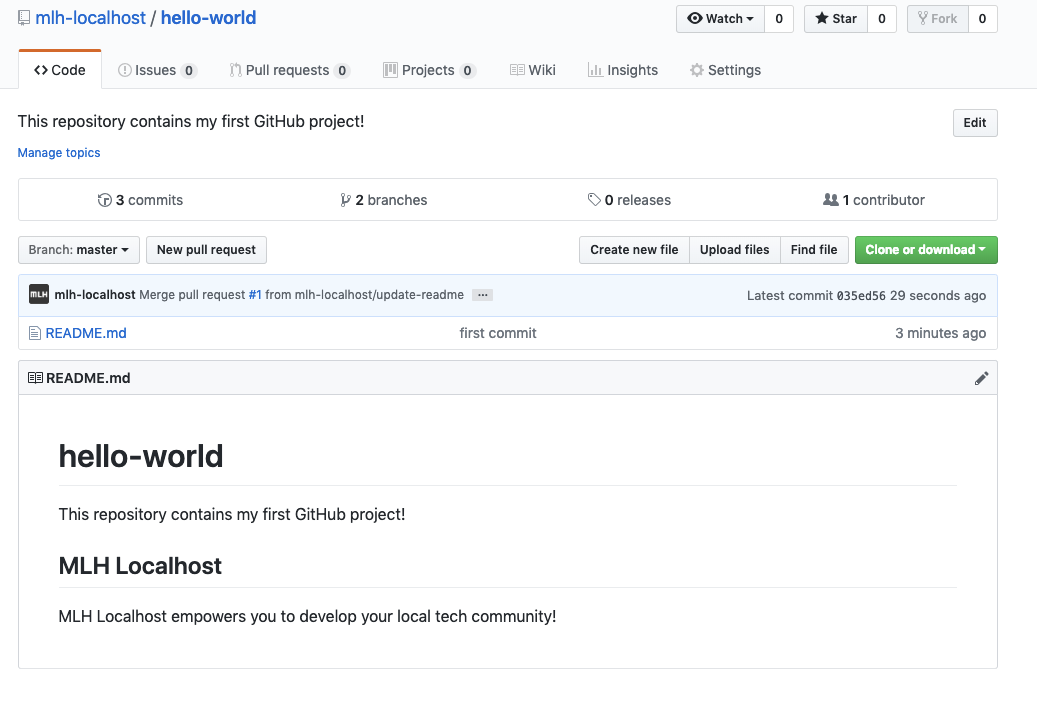 mlh-localhost / hello-world Watch 0 Star 0 Fork 0
Code Issues 0 Pull requests 0 Projects 0 Wiki Insights Settings
This repository contains my first GitHub project! Edit
Manage topics
3 commits 2 branches 0 releases 1 contributor
Branch: master New pull request Create new file Upload files Find file Clone or download
MLH mlh-localhost Merge pull request #1 from mlh-localhost/update-readme ... Latest commit 035ed56 29 seconds ago
README.md first commit 3 minutes ago
README.md
hello-world
This repository contains my first GitHub project!
MLH Localhost
MLH Localhost empowers you to develop your local tech community!